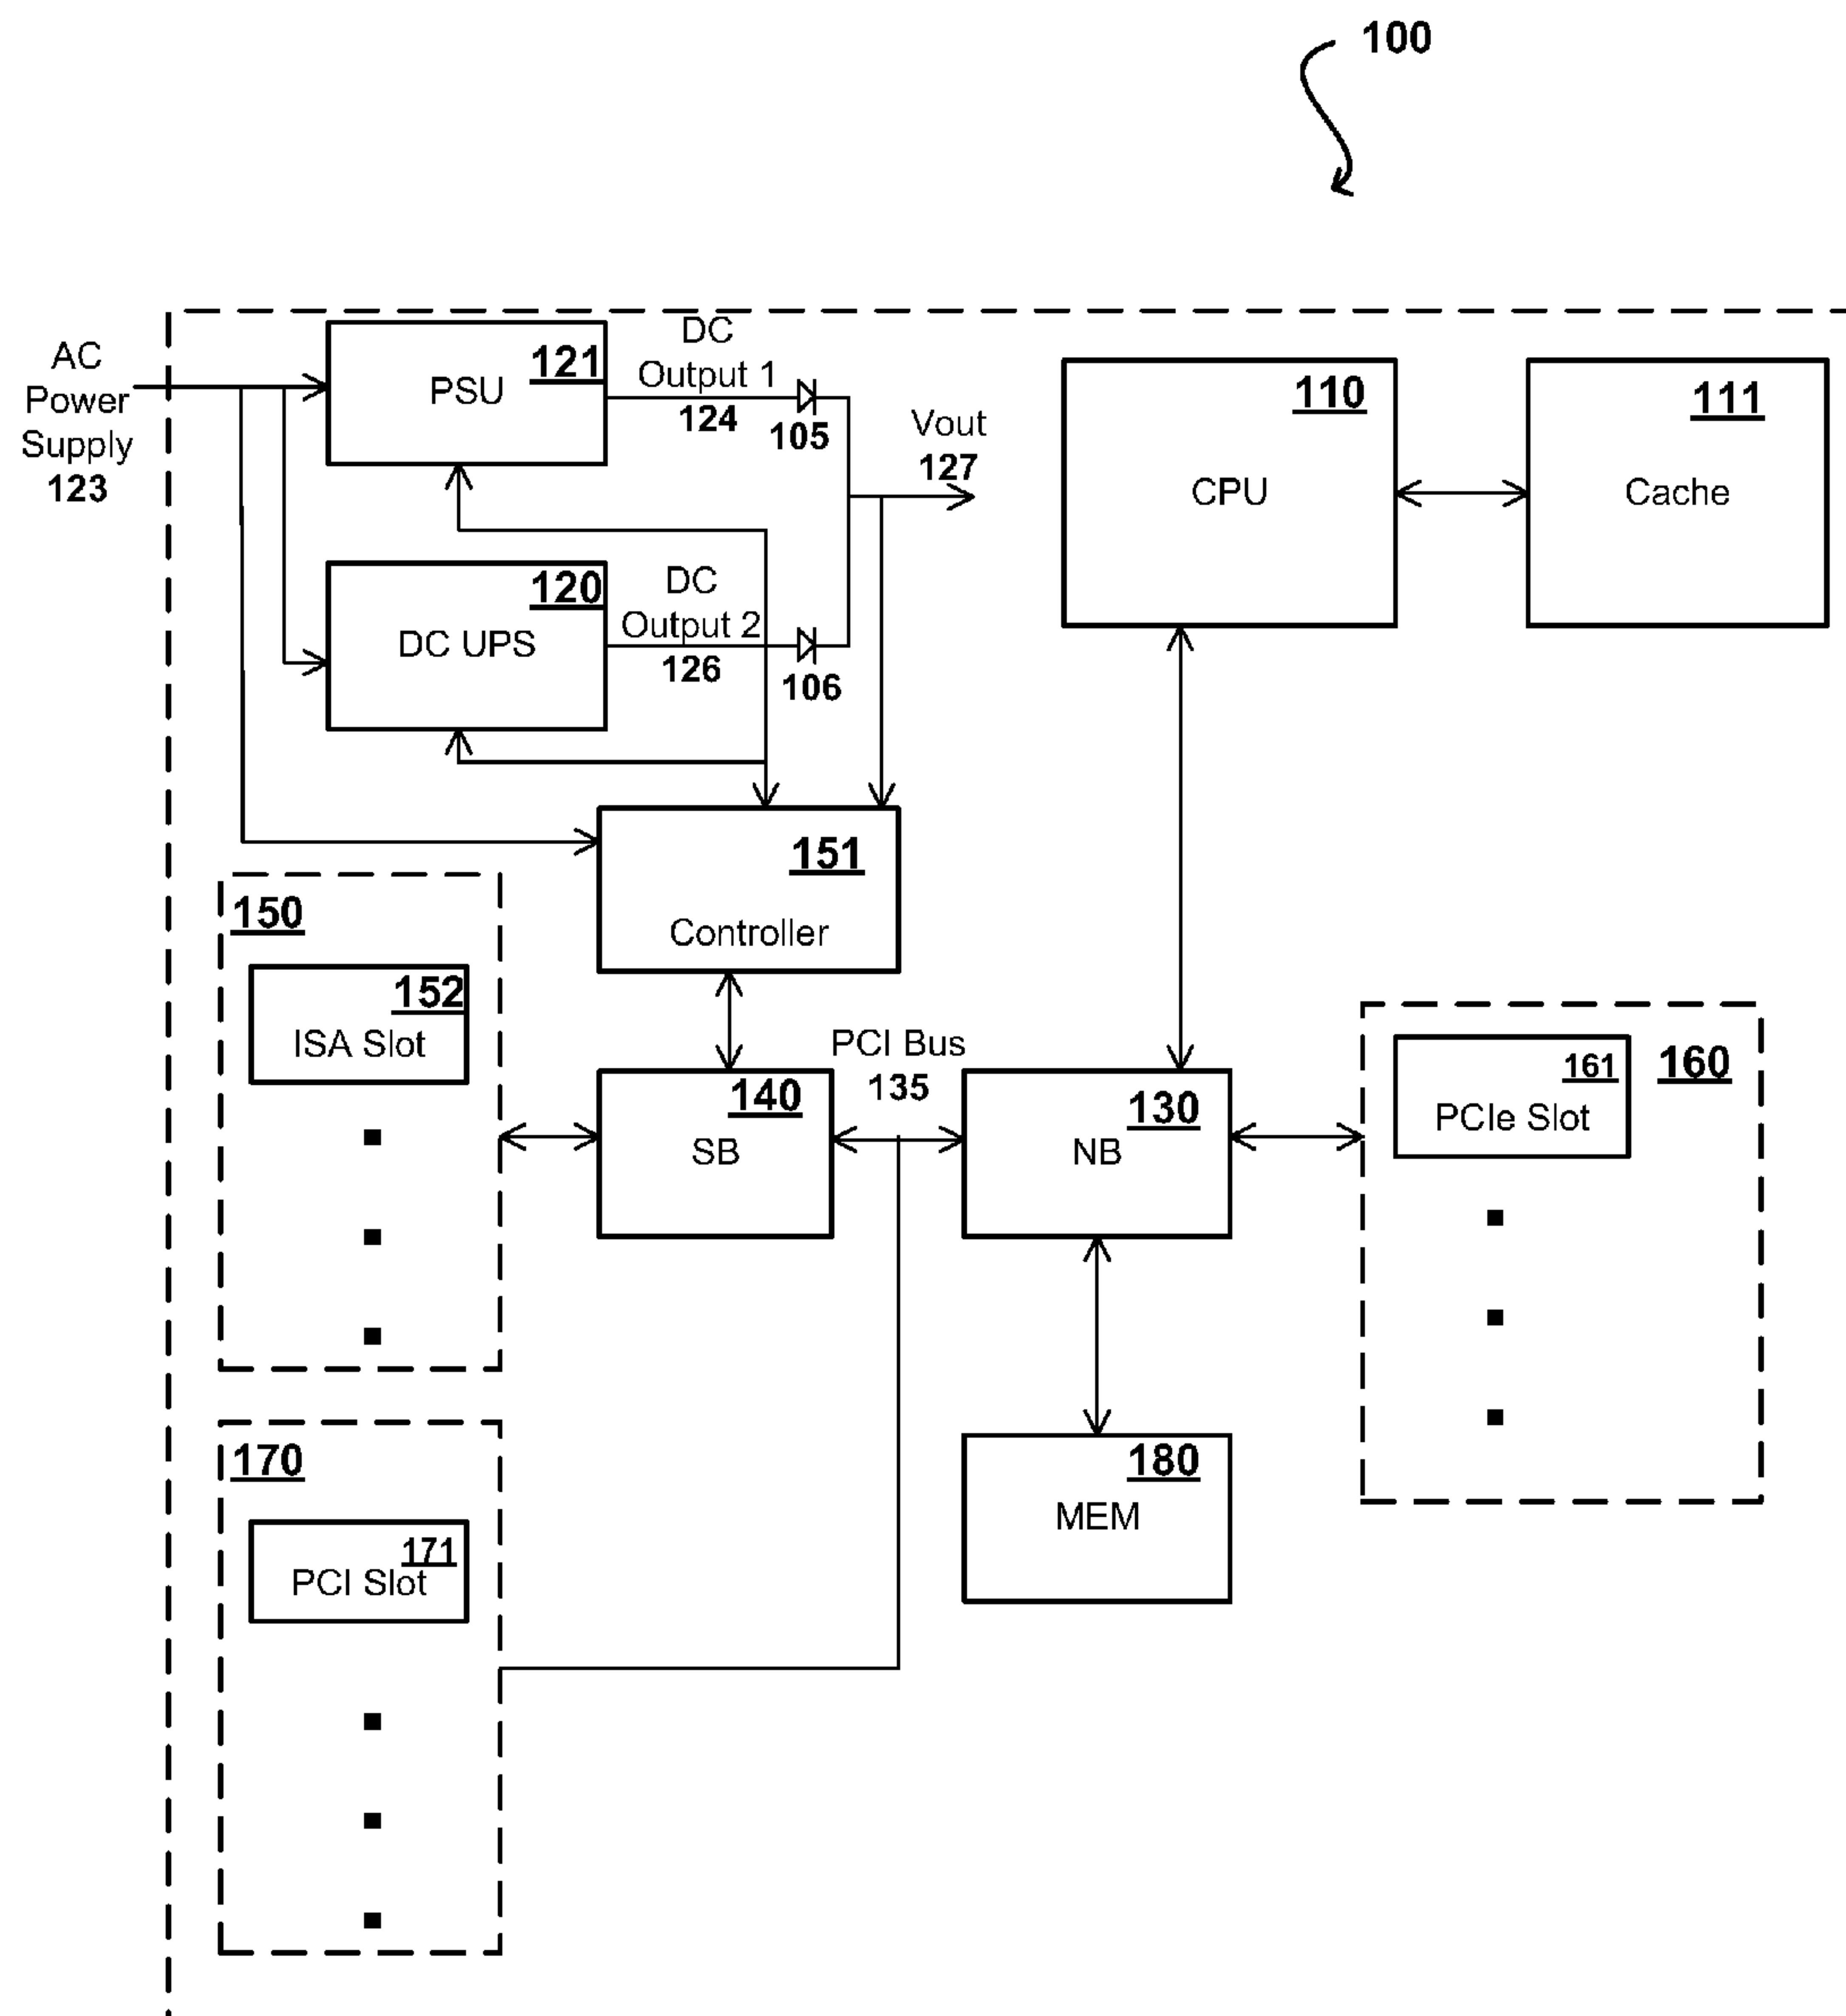 100
AC
Power
Supply
123
121
PSU
DC
Output 1
124
105
Vout
127
110
CPU
111
Cache
120
DC UPS
DC
Output 2
126
106
151
Controller
150
152
ISA Slot
140
SB
PCI Bus
135
130
NB
161
PCIe Slot
160
170
171
PCI Slot
180
MEM